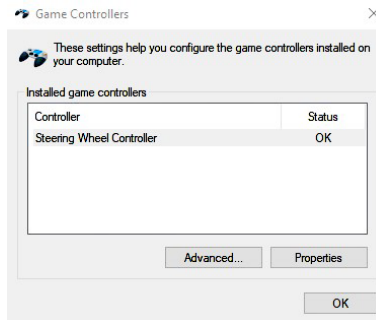 Game Controllers
These settings help you configure the game controllers installed on
your computer.
Installed game controllers
Controller Status
Steering Wheel Controller OK
Advanced... Properties
OK